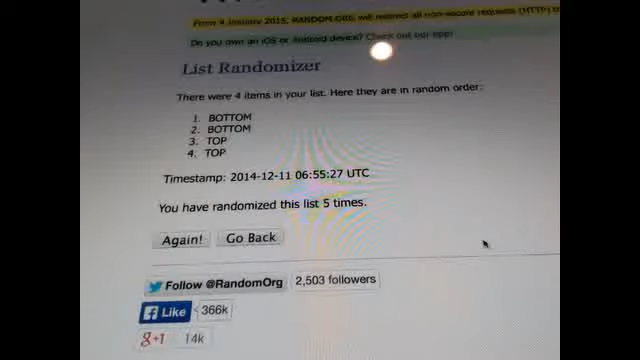 From 4 January 2015, RANDOM.ORG will redirect all non-secure requests (HTTP)
Do you own an iOS or Android device? Check out our app!
List Randomizer
There were 4 items in your list. Here they are in random order:
1. BOTTOM
2. BOTTOM
3. TOP
4. TOP
Timestamp: 2014-12-11 06:55:27 UTC
You have randomized this list 5 times.
Again! Go Back
Follow @RandomOrg 2,503 followers
Like 366k
g+1 14k